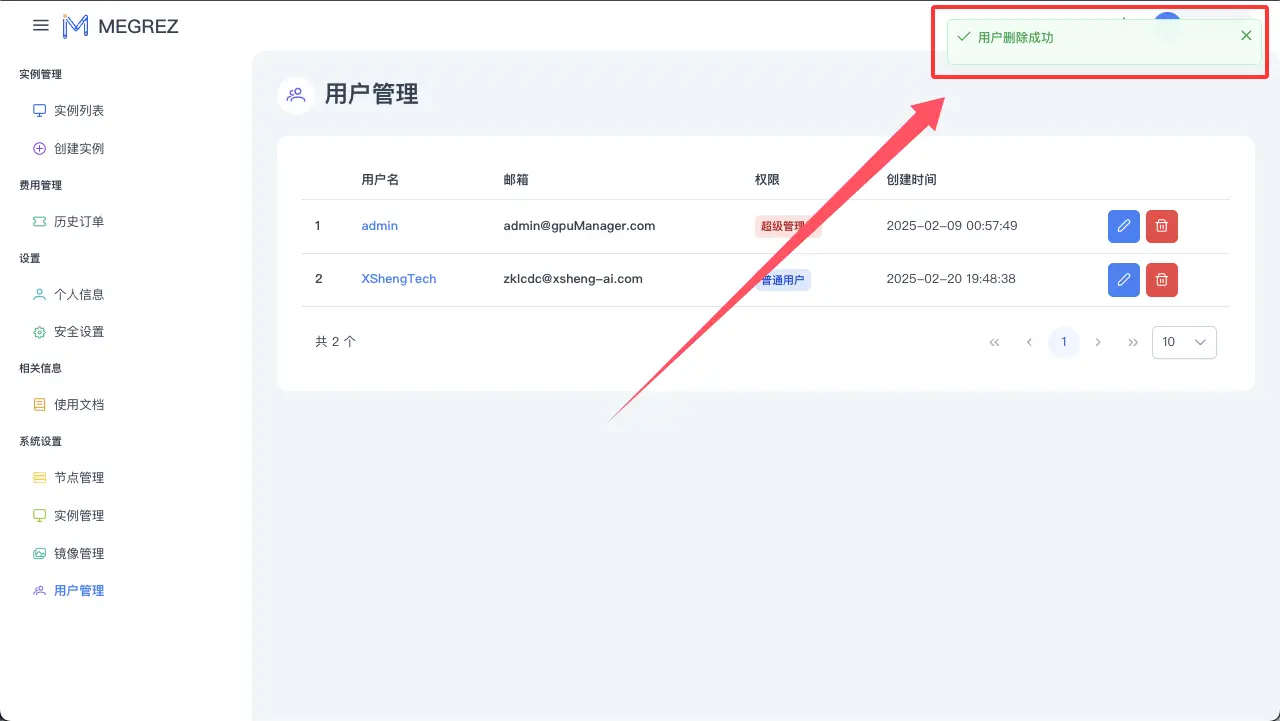 MEGREZ
用户删除成功
实例管理
实例列表
创建实例
费用管理
历史订单
设置
个人信息
安全设置
相关信息
使用文档
系统设置
节点管理
实例管理
镜像管理
用户管理
用户管理
用户名 邮箱 权限 创建时间
1 admin admin@gpuManager.com 超级管理 2025-02-09 00:57:49
2 XShengTech zklcdc@xsheng-ai.com 普通用户 2025-02-20 19:48:38
共 2 个 « ‹ 1 › » 10